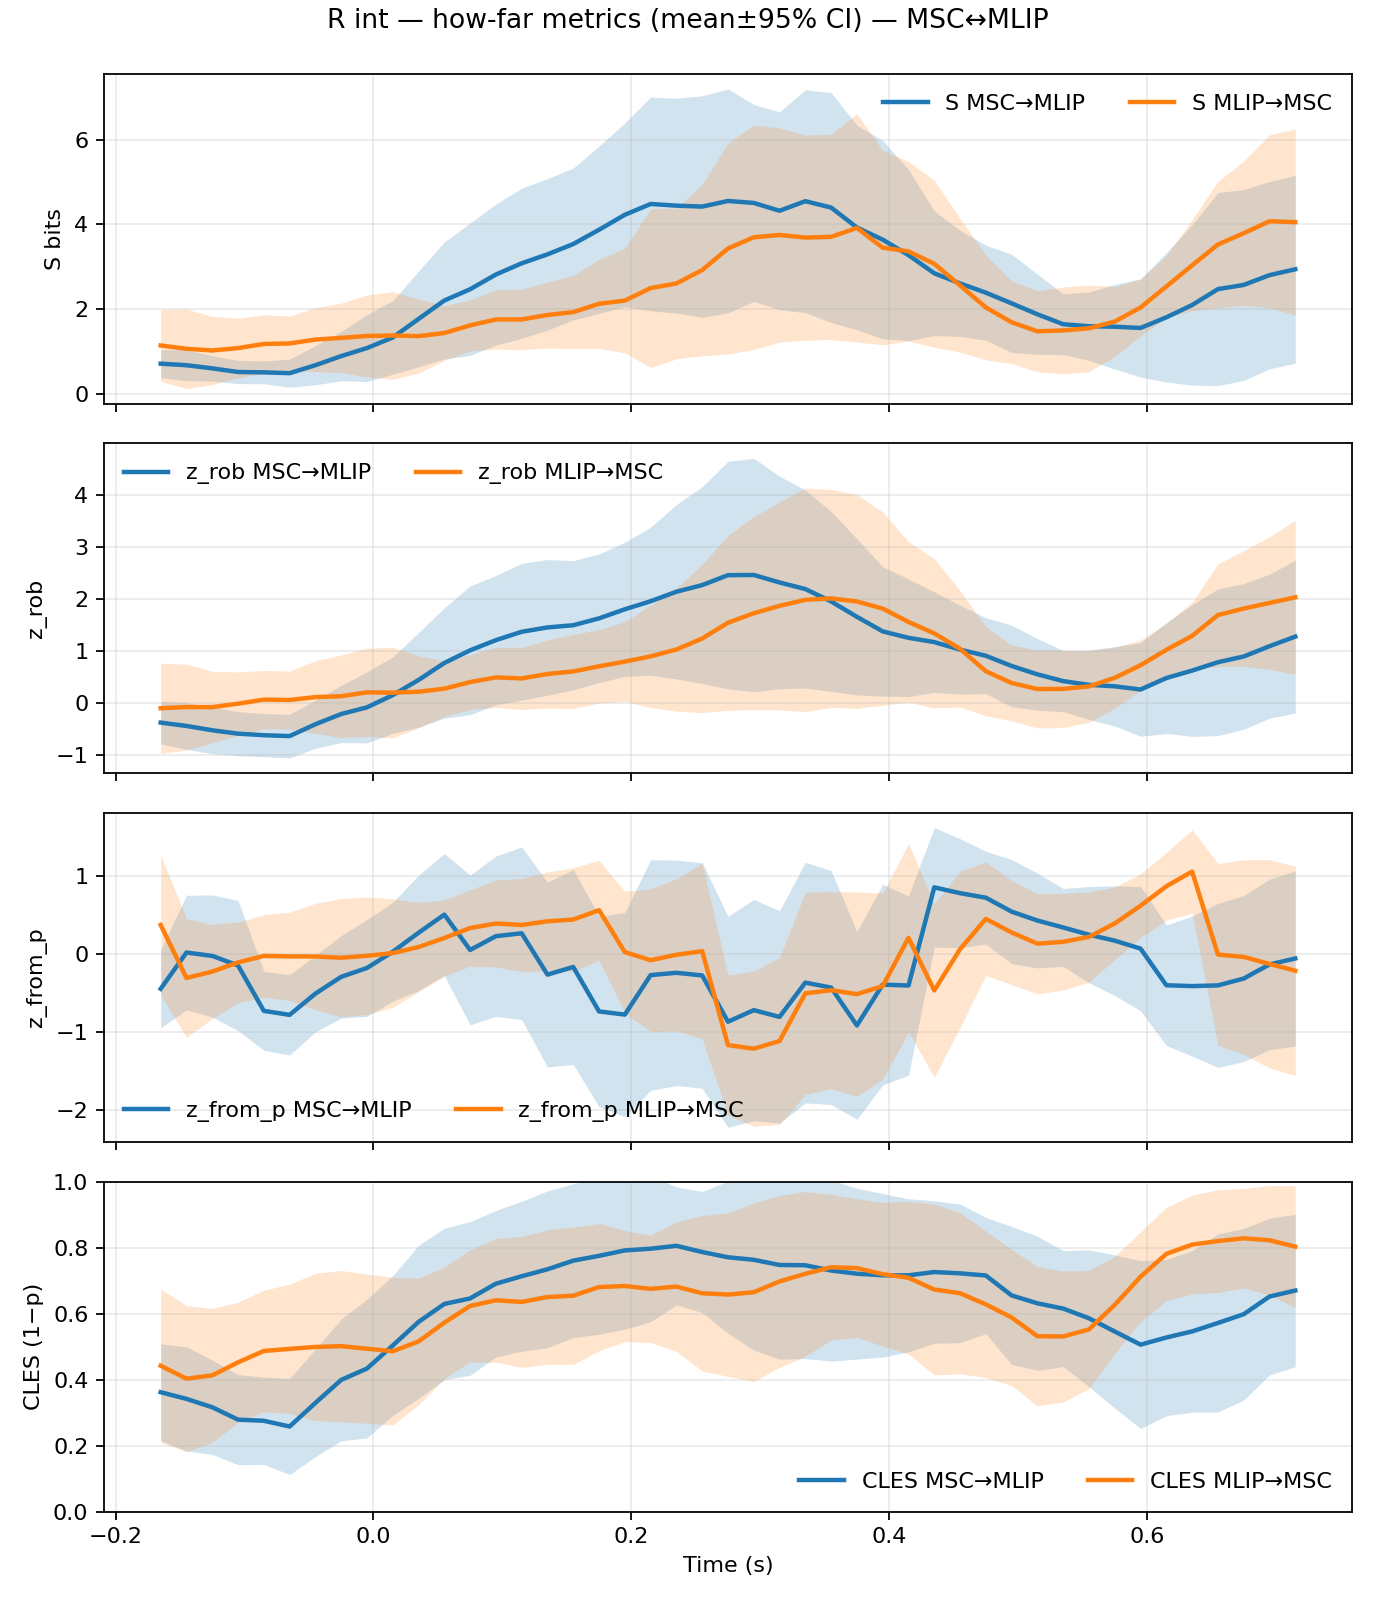 R int — how-far metrics (mean±95% CI) — MSC↔MLIP
S MSC→MLIP S MLIP→MSC
6
4
2
0
S bits
z_rob MSC→MLIP z_rob MLIP→MSC
4
3
2
1
0
−1
z_rob
1
0
−1
−2
z_from_p
z_from_p MSC→MLIP z_from_p MLIP→MSC
1.0
0.8
0.6
0.4
0.2
0.0
CLES (1−p)
CLES MSC→MLIP CLES MLIP→MSC
−0.2 0.0 0.2 0.4 0.6
Time (s)